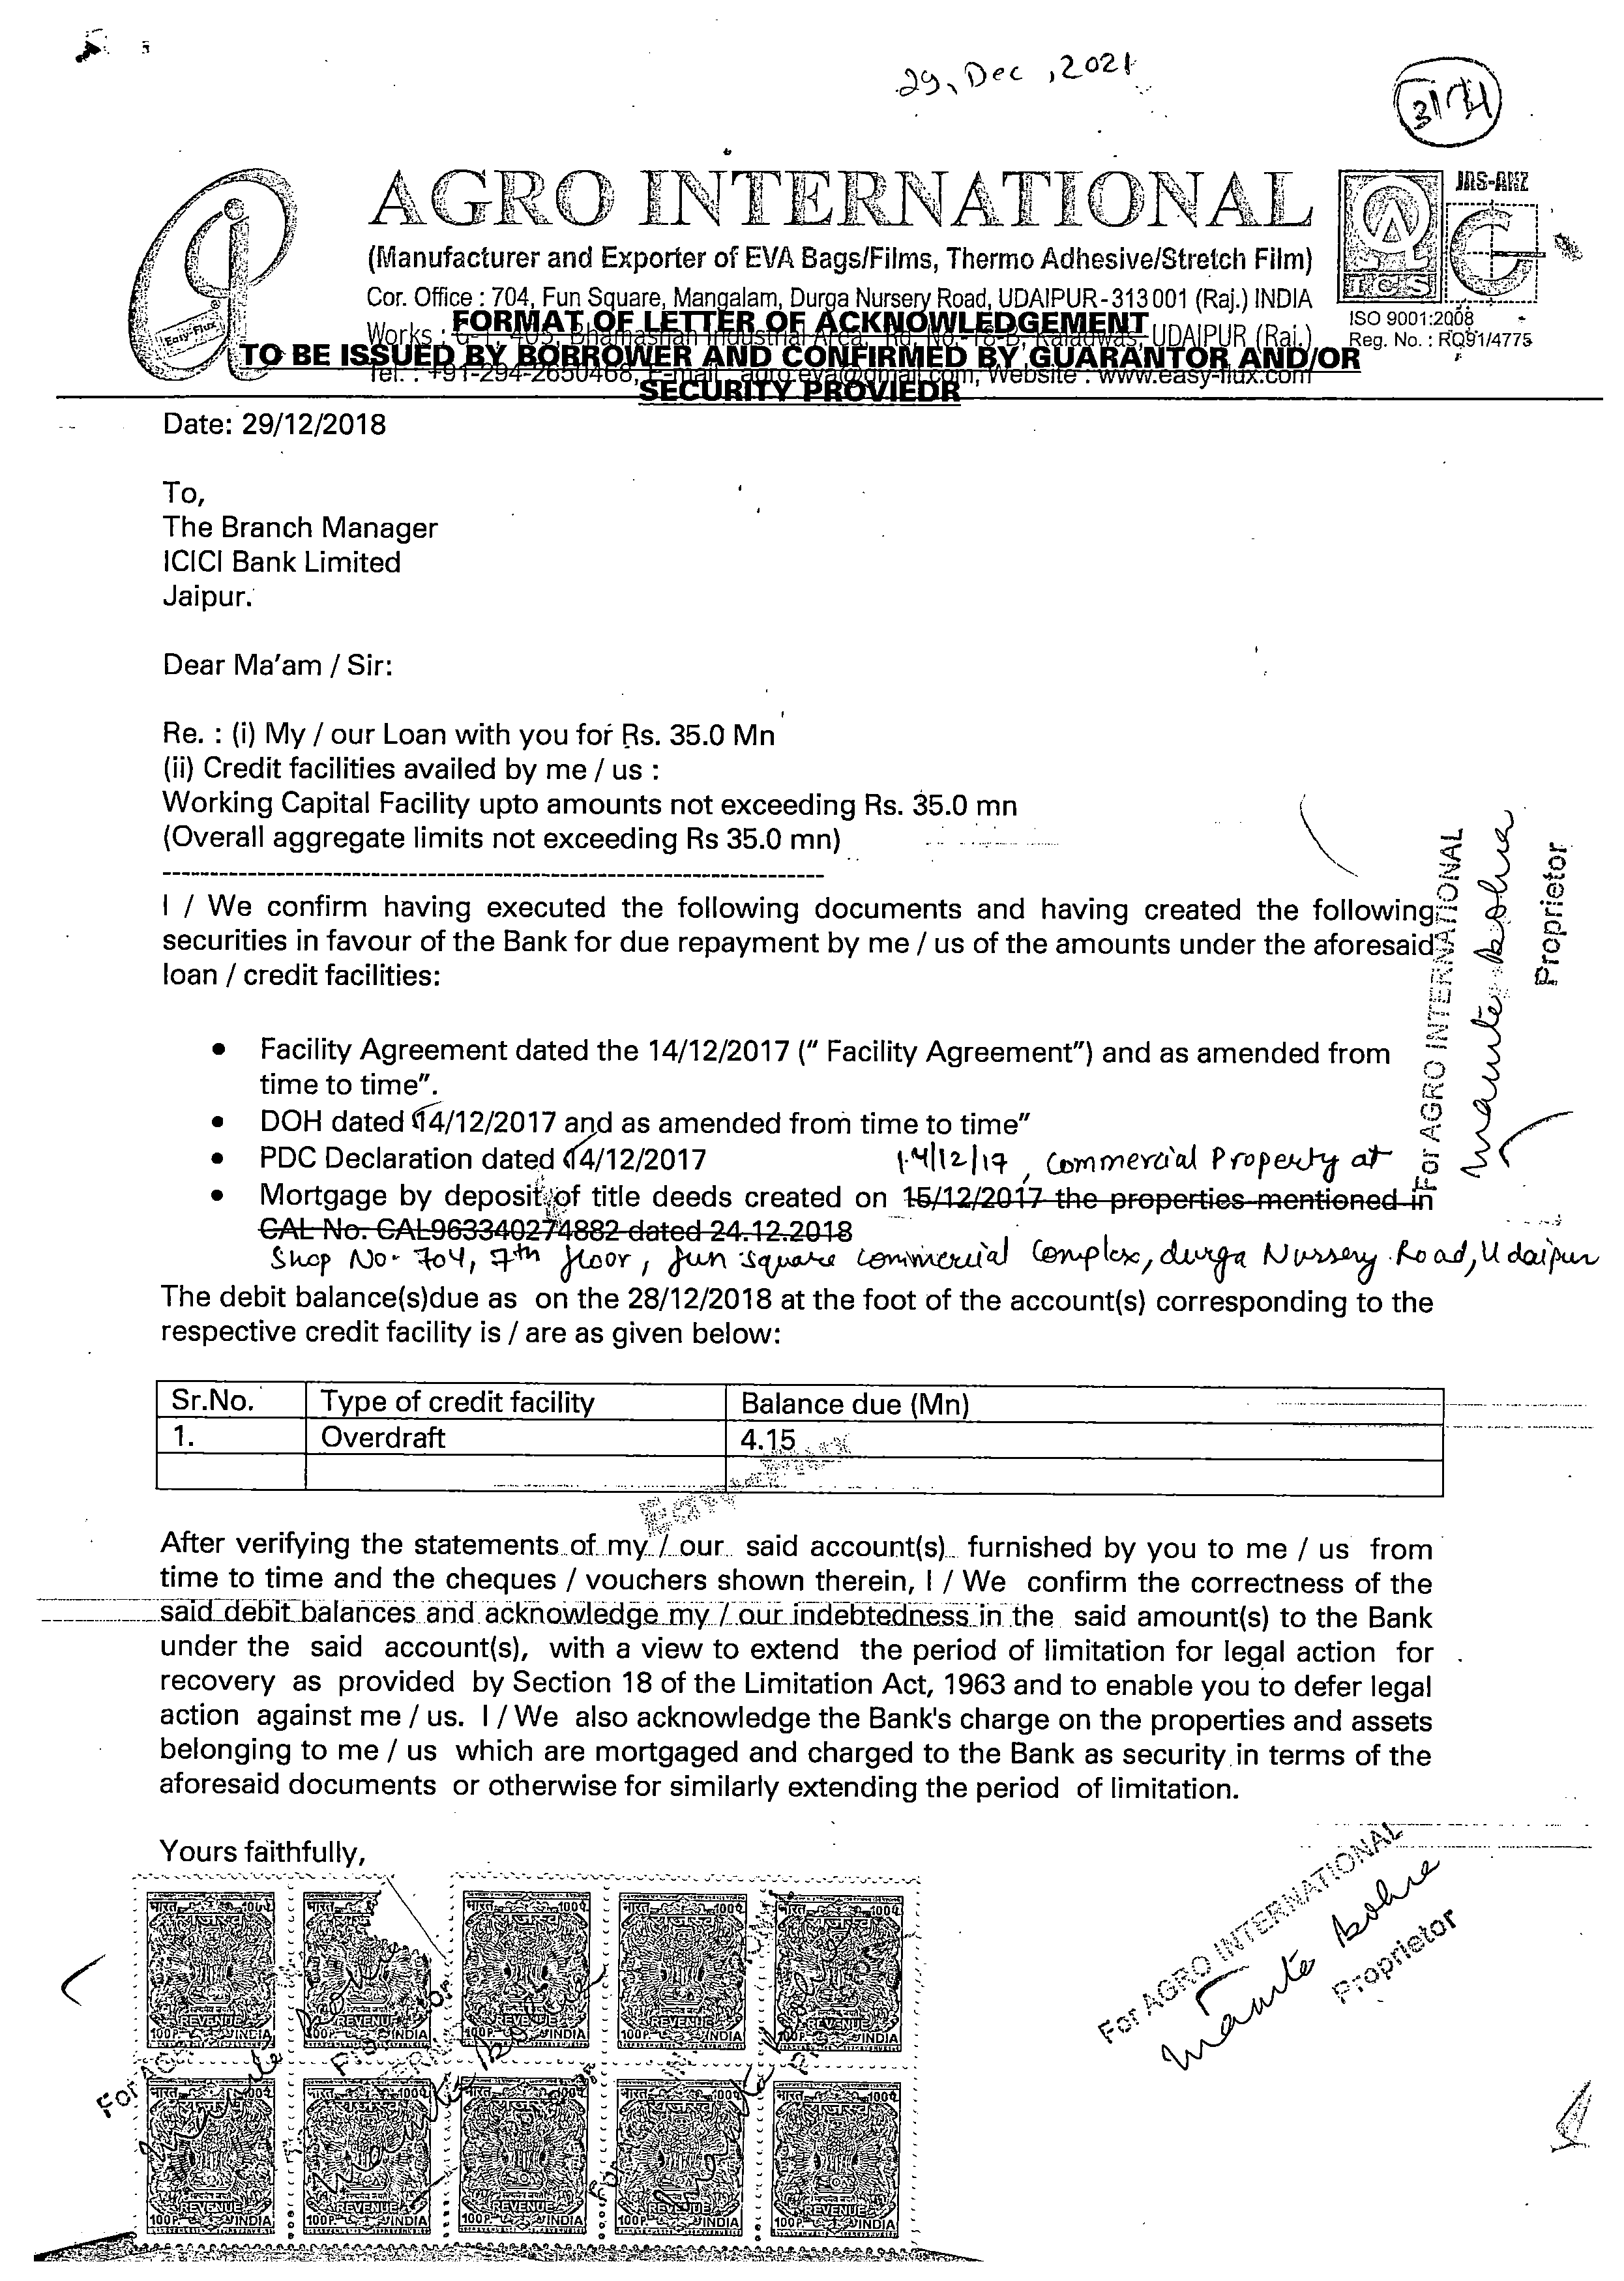 29, Dec, 2021
AGRO INTERNATIONAL
JAS-ANZ
(Manufacturer and Exporter of EVA Bags/Films, Thermo Adhesive/Stretch Film)
ICS
Cor. Office : 704, Fun Square, Mangalam, Durga Nursery Road, UDAIPUR-313001 (Raj.) INDIA
FORMAT OF LETTER OF ACKNOWLEDGEMENT
ISO 9001:2008
Works : Bhamashah Industrial Area, UDAIPUR (Raj.)
Reg. No. : RQ91/4775
Easy-Flux
TO BE ISSUED BY BORROWER AND CONFIRMED BY GUARANTOR AND/OR
Tel. : +91-294-2650468, E-mail : agro.eva@gmail.com, Website : www.easy-flux.com
SECURITY PROVIEDR
Date: 29/12/2018
To,
The Branch Manager
ICICI Bank Limited
Jaipur.
Dear Ma'am / Sir:
Re. : (i) My / our Loan with you for Rs. 35.0 Mn
(ii) Credit facilities availed by me / us :
Working Capital Facility upto amounts not exceeding Rs. 35.0 mn
(Overall aggregate limits not exceeding Rs 35.0 mn)
I / We confirm having executed the following documents and having created the following
securities in favour of the Bank for due repayment by me / us of the amounts under the aforesaid
loan / credit facilities:
For AGRO INTERNATIONAL
Proprietor
• Facility Agreement dated the 14/12/2017 (" Facility Agreement") and as amended from
time to time".
• DOH dated 14/12/2017 and as amended from time to time"
• PDC Declaration dated 14/12/2017
14/12/17, Commercial Property at
• Mortgage by deposit of title deeds created on 15/12/2017 the properties mentioned in
CAL No. CAL963340274882 dated 24.12.2018
Shop No- 704, 7th floor, fun square commercial Complex, durga Nursery Road, Udaipur
The debit balance(s)due as on the 28/12/2018 at the foot of the account(s) corresponding to the
respective credit facility is / are as given below:
Sr.No. Type of credit facility Balance due (Mn)
1. Overdraft 4.15
After verifying the statements of my / our said account(s) furnished by you to me / us from
time to time and the cheques / vouchers shown therein, I / We confirm the correctness of the
said debit balances and acknowledge my / our indebtedness in the said amount(s) to the Bank
under the said account(s), with a view to extend the period of limitation for legal action for
recovery as provided by Section 18 of the Limitation Act, 1963 and to enable you to defer legal
action against me / us. I / We also acknowledge the Bank's charge on the properties and assets
belonging to me / us which are mortgaged and charged to the Bank as security in terms of the
aforesaid documents or otherwise for similarly extending the period of limitation.
Yours faithfully,
For AGRO INTERNATIONAL
Proprietor
भारत 100प भारत भारत 100प भारत 100प भारत 100प
REVENUE REVENUE REVENUE REVENUE REVENUE
100P. INDIA 100P. INDIA 100P. INDIA 100P. INDIA 100P. INDIA
भारत 100प भारत 100प भारत 100प भारत 100प भारत 100प
REVENUE REVENUE REVENUE REVENUE REVENUE
100P. INDIA 100P. INDIA 100P. INDIA 100P. INDIA 100P. INDIA